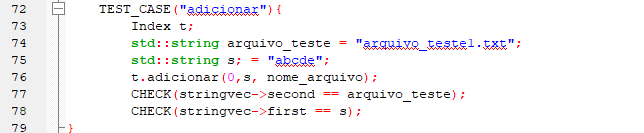 72 TEST_CASE("adicionar"){
73 Index t;
74 std::string arquivo_teste = "arquivo_teste1.txt";
75 std::string s; = "abcde";
76 t.adicionar(0,s, nome_arquivo);
77 CHECK(stringvec->second == arquivo_teste);
78 CHECK(stringvec->first == s);
79 }